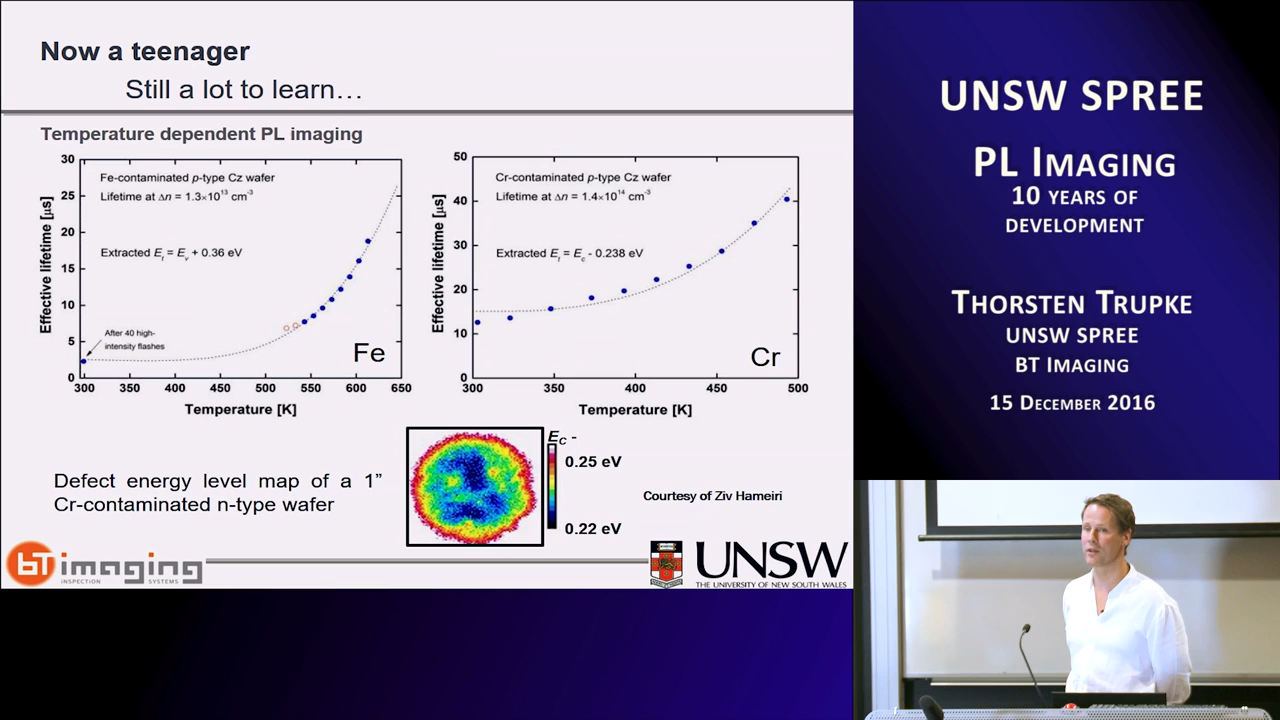 Now a teenager
Still a lot to learn…
Temperature dependent PL imaging
30
25
20
15
10
5
0
Effective lifetime [µs]
Fe-contaminated p-type Cz wafer
Lifetime at Δn = 1.3×10¹³ cm⁻³
Extracted Eₜ = Eᵥ + 0.36 eV
After 40 high-
intensity flashes
Fe
300 350 400 450 500 550 600 650
Temperature [K]
50
40
30
20
10
0
Effective lifetime [µs]
Cr-contaminated p-type Cz wafer
Lifetime at Δn = 1.4×10¹⁴ cm⁻³
Extracted Eₜ = E꜀ - 0.238 eV
Cr
300 350 400 450 500
Temperature [K]
Defect energy level map of a 1”
Cr-contaminated n-type wafer
EC -
0.25 eV
0.22 eV
Courtesy of Ziv Hameiri
bT imaging
INSPECTION SYSTEMS
UNSW
THE UNIVERSITY OF NEW SOUTH WALES
UNSW SPREE
PL IMAGING
10 YEARS OF
DEVELOPMENT
THORSTEN TRUPKE
UNSW SPREE
BT IMAGING
15 DECEMBER 2016